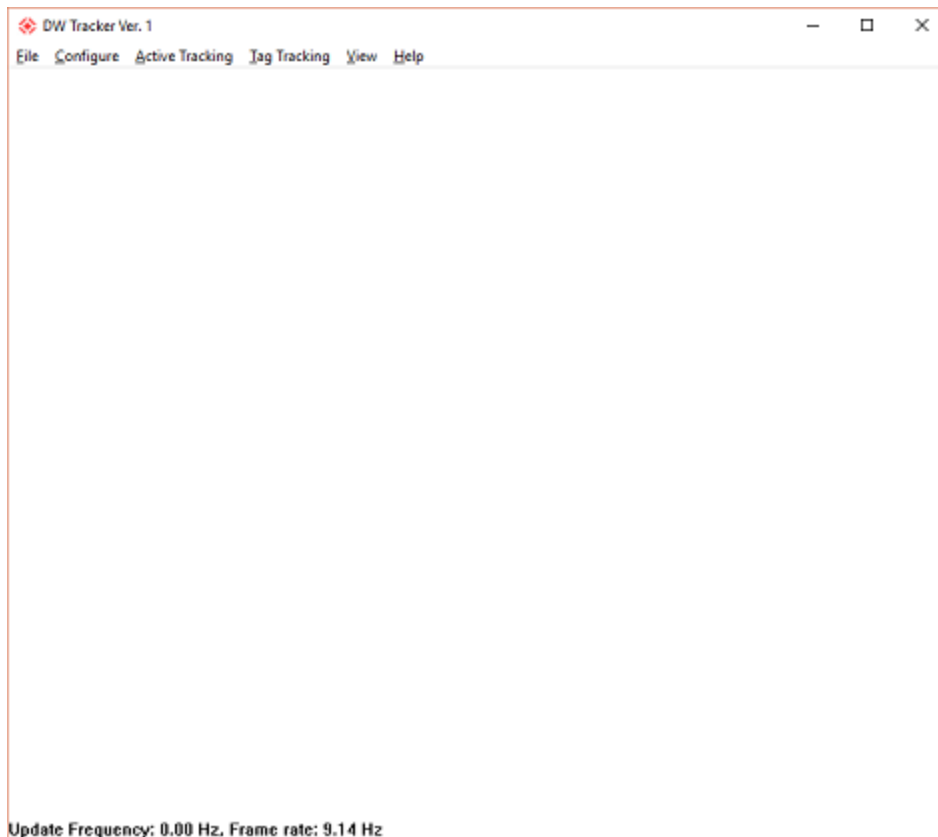 DW Tracker Ver. 1
File Configure Active Tracking Tag Tracking View Help
Update Frequency: 0.00 Hz, Frame rate: 9.14 Hz